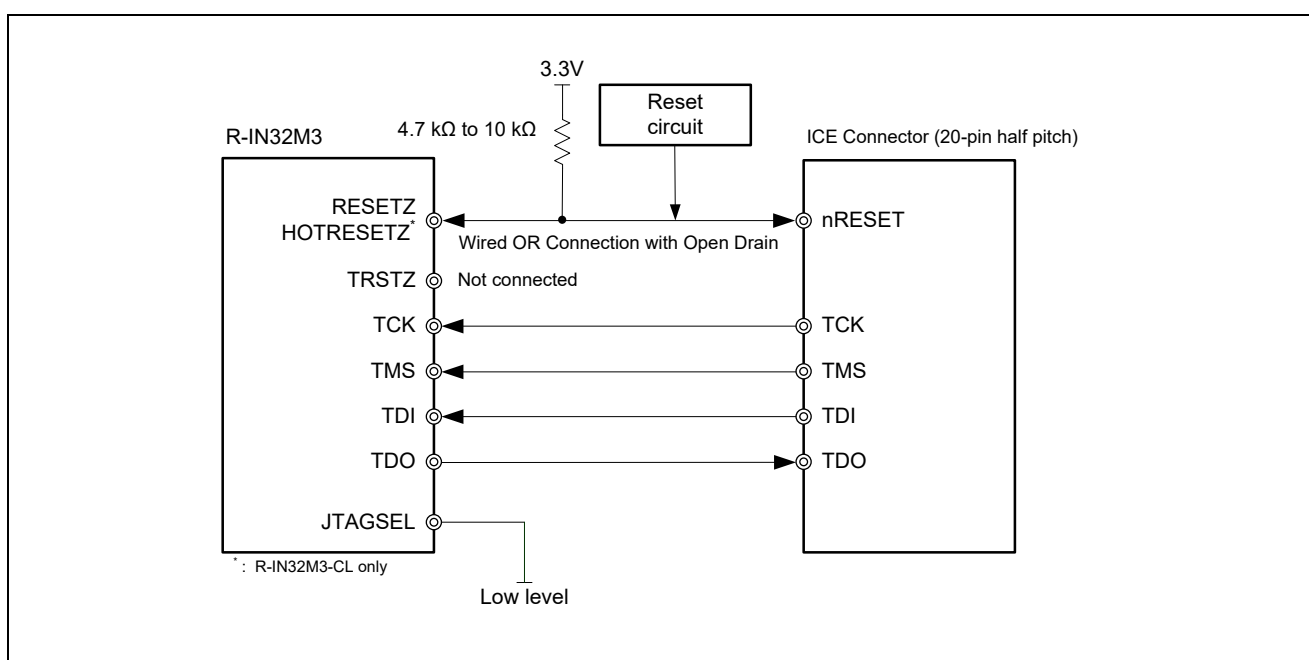 3.3V
4.7 kΩ to 10 kΩ
Reset
circuit
R-IN32M3
ICE Connector (20-pin half pitch)
RESETZ
HOTRESETZ*
nRESET
Wired OR Connection with Open Drain
TRSTZ
Not connected
TCK
TCK
TMS
TMS
TDI
TDI
TDO
TDO
JTAGSEL
* : R-IN32M3-CL only
Low level